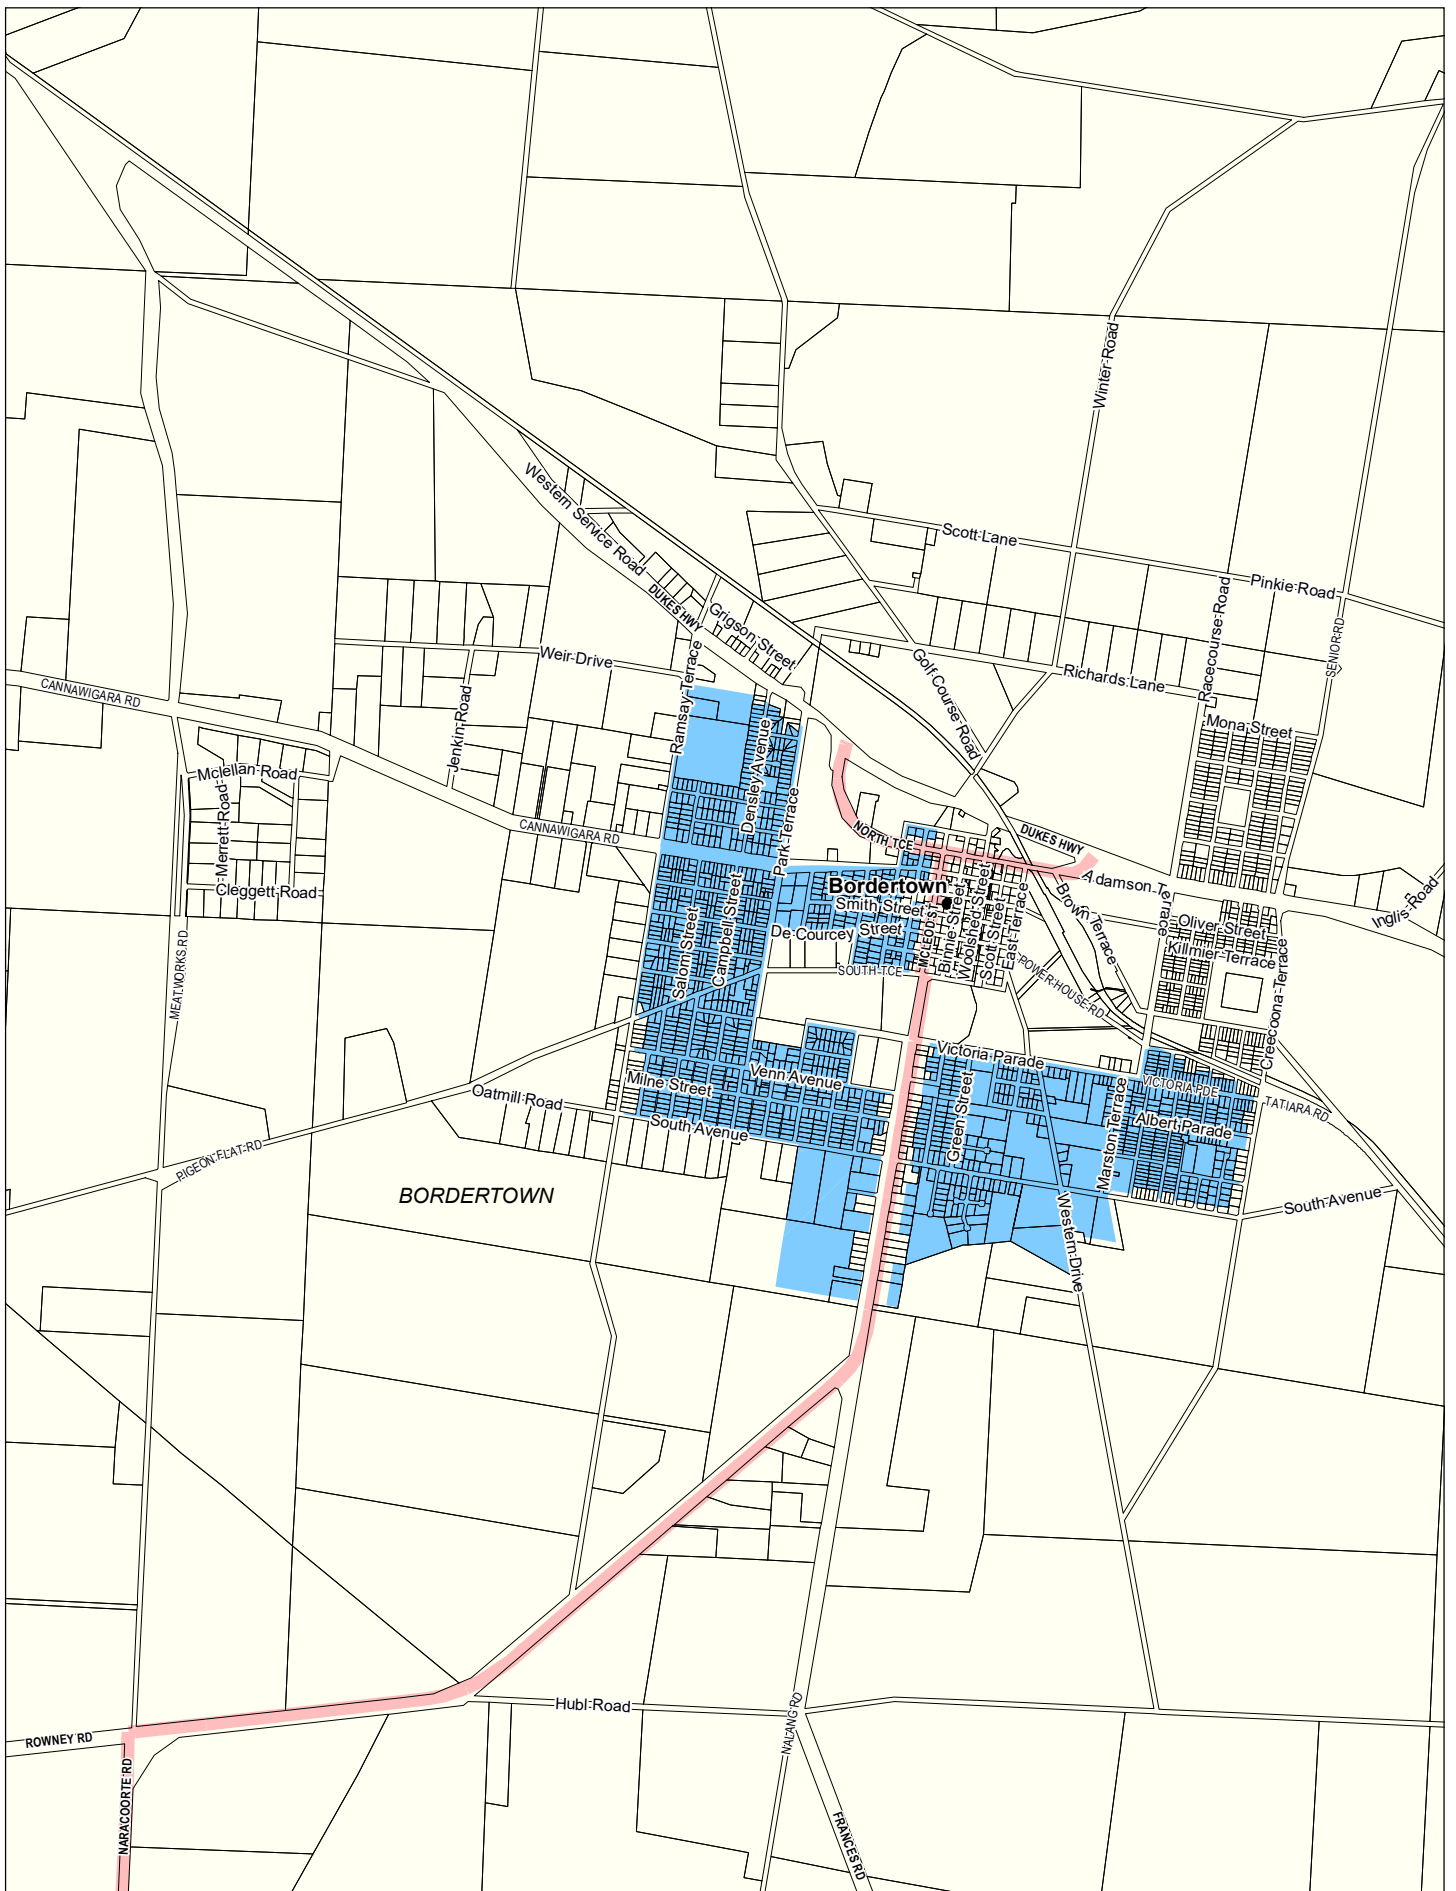 Winter Road
Western Service Road
Scott Lane
Pinkie Road
DUKES HWY
Grigson Street
Racecourse Road
SENIOR RD
Weir Drive
Ramsay Terrace
Golf Course Road
Richards Lane
CANNAWIGARA RD
Jenkin Road
Mona Street
Mclellan Road
Densley Avenue
Merrett Road
Park Terrace
CANNAWIGARA RD
NORTH TCE
DUKES HWY
Bordertown
Adamson Terrace
Cleggett Road
Smith Street
Brown Terrace
Inglis Road
Salom Street
Campbell Street
De Courcey Street
MCLEOD ST
Binnie Street
Woolshed Street
Scott Street
East Terrace
Oliver Street
Kilmier Terrace
MEATWORKS RD
SOUTH TCE
POWERHOUSE RD
Crecoona Terrace
Victoria Parade
Venn Avenue
Milne Street
VICTORIA PDE
Oatmill Road
TATIARA RD
South Avenue
Green Street
Marston Terrace
Albert Parade
PIGEON FLAT RD
BORDERTOWN
South Avenue
Western Drive
Hubl Road
NALANG RD
ROWNEY RD
NARACOORTE RD
FRANCES RD